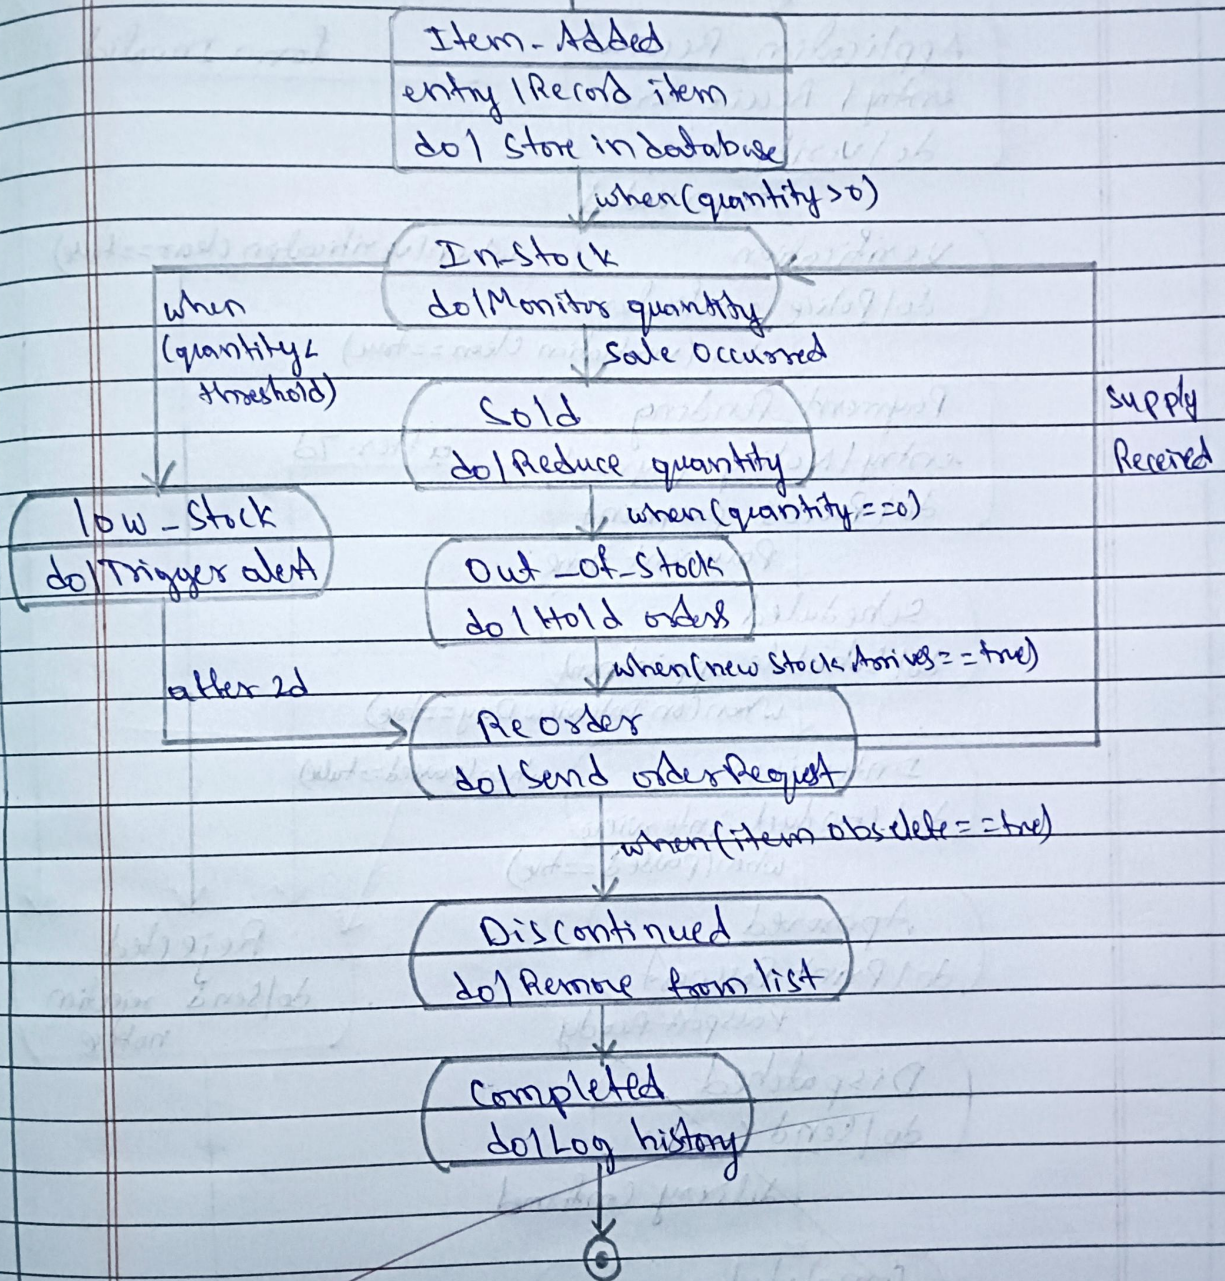 Item-Added
entry / Record item
do / Store in database
when(quantity>0)
In-stock
do / Monitor quantity
when
(quantity<
threshold)
Sale Occurred
Sold
do / Reduce quantity
Supply
Received
when(quantity==0)
low-Stock
do / Trigger alert
Out-of-Stock
do / Hold orders
when(new Stock Arrives==true)
after 2d
Reorder
do / Send order Request
when(item obselete==true)
Discontinued
do / Remove from list
Completed
do / Log history